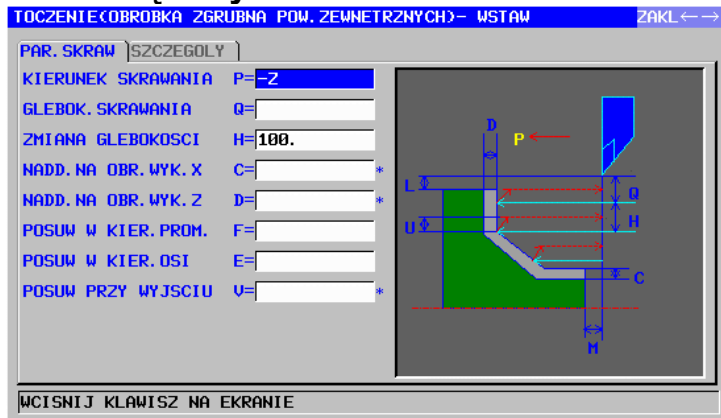 TOCZENIE(OBROBKA ZGRUBNA POW.ZEWNETRZNYCH)- WSTAW ZAKL←→
PAR.SKRAW SZCZEGOLY
KIERUNEK SKRAWANIA P=-Z
GLEBOK.SKRAWANIA Q=
ZMIANA GLEBOKOSCI H=100.
NADD.NA OBR.WYK.X C= *
NADD.NA OBR.WYK.Z D= *
POSUW W KIER.PROM. F=
POSUW W KIER.OSI E=
POSUW PRZY WYJSCIU V= *
D
P
L
Q
U
H
C
M
WCISNIJ KLAWISZ NA EKRANIE